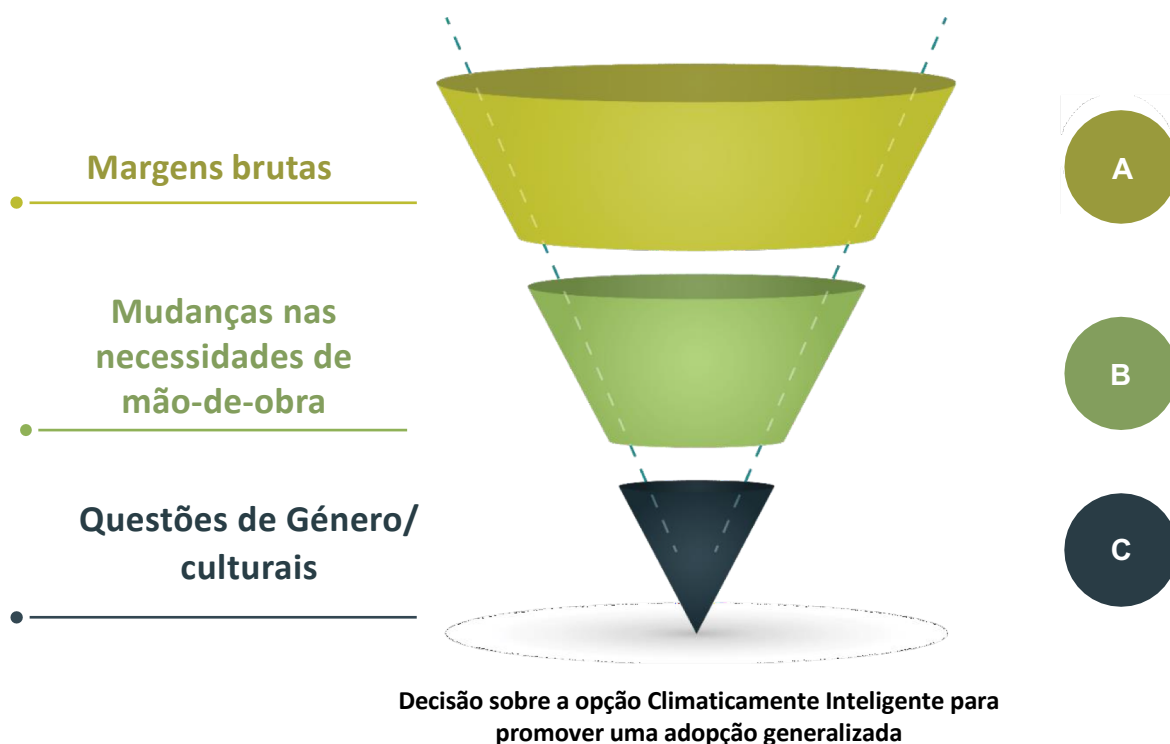 Margens brutas
A
Mudanças nas
necessidades de
mão-de-obra
B
Questões de Género/
culturais
C
Decisão sobre a opção Climaticamente Inteligente para
promover uma adopção generalizada